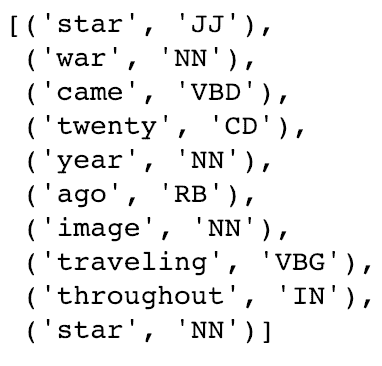 [('star', 'JJ'),
('war', 'NN'),
('came', 'VBD'),
('twenty', 'CD'),
('year', 'NN'),
('ago', 'RB'),
('image', 'NN'),
('traveling', 'VBG'),
('throughout', 'IN'),
('star', 'NN')]